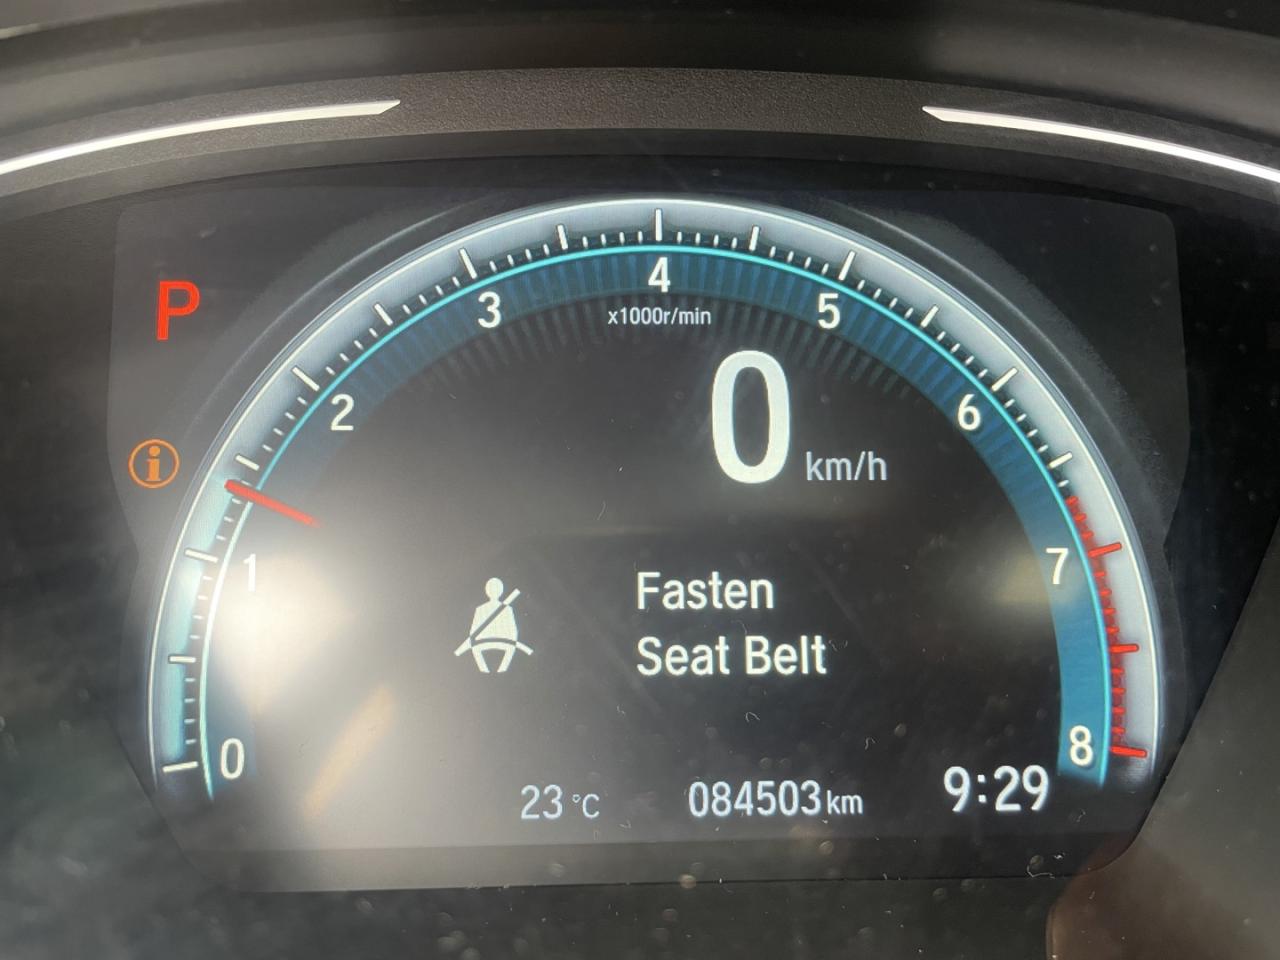 P
4
3
5
x1000r/min
0 km/h
2
6
i
1
7
Fasten
Seat Belt
0
8
23 °C
084503 km
9:29